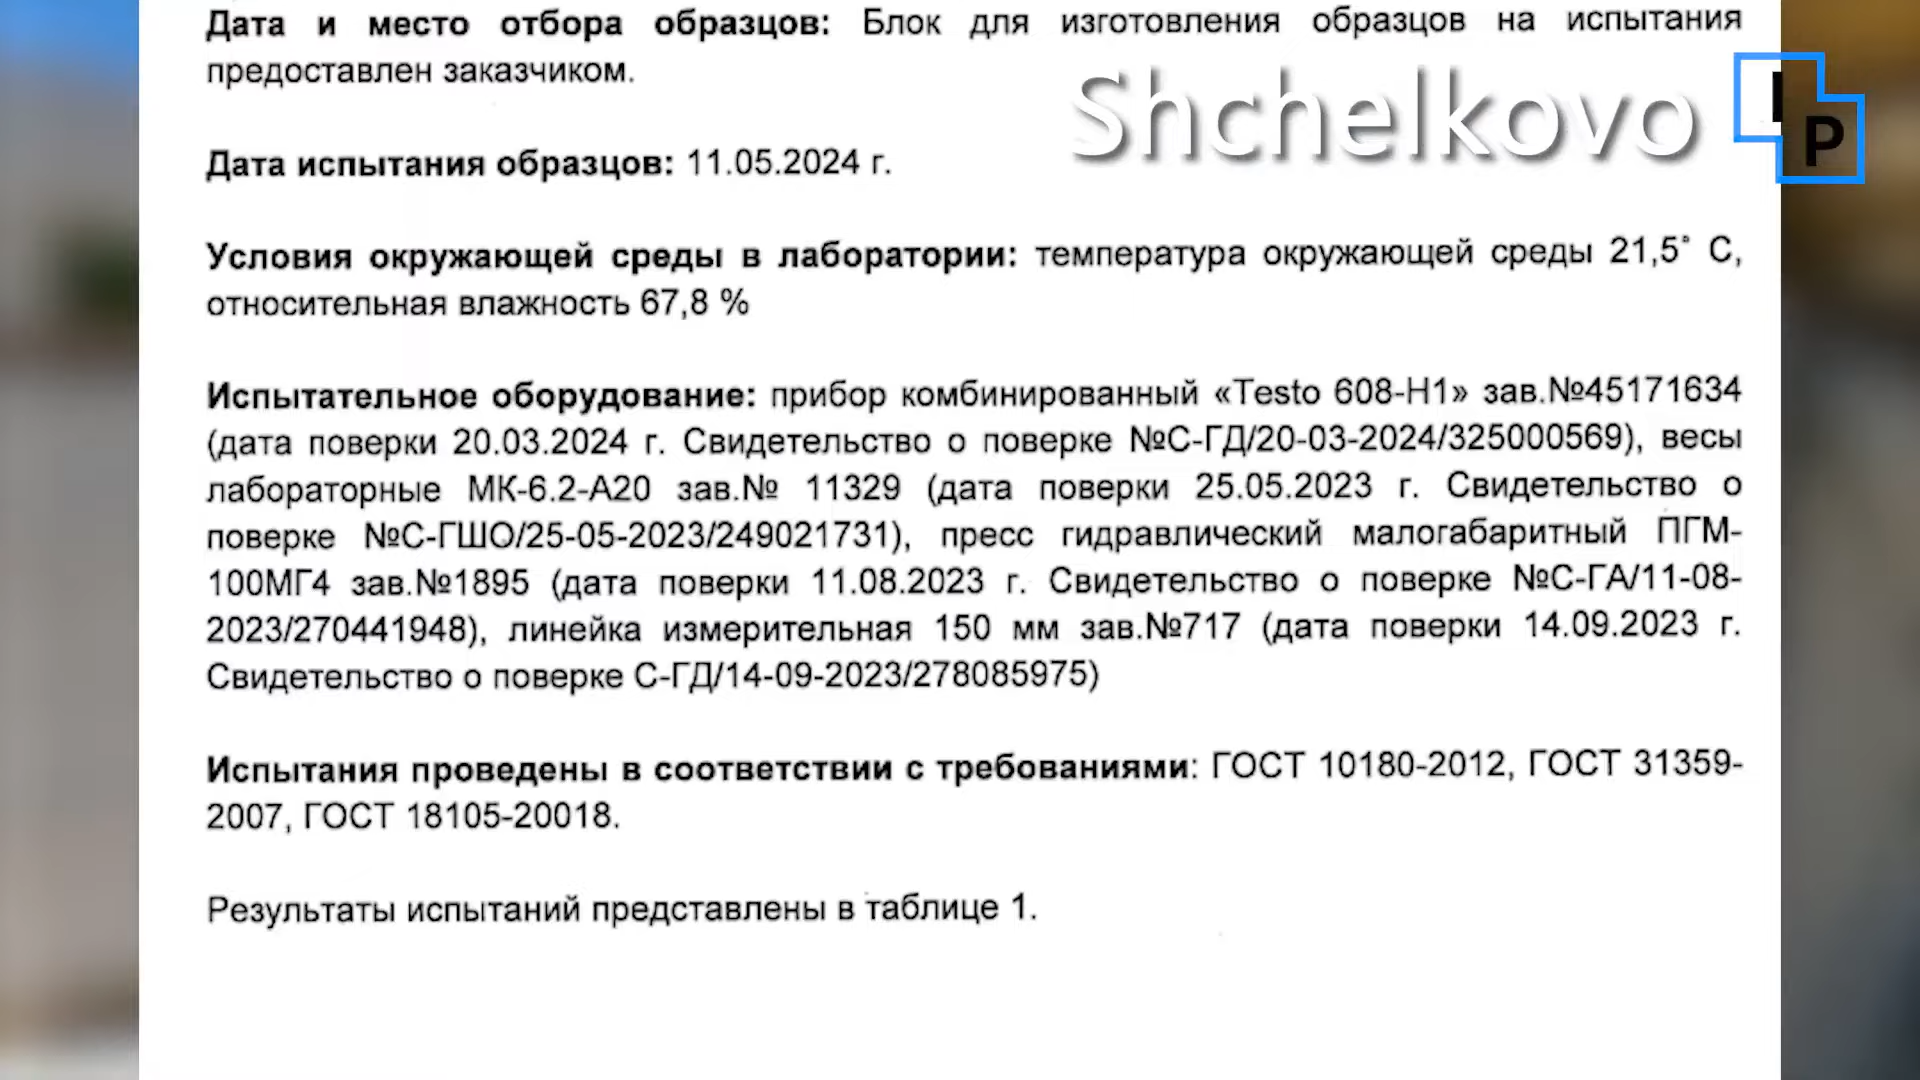 Дата и место отбора образцов: Блок для изготовления образцов на испытания
предоставлен заказчиком.
Shchelkovo
I
P
Дата испытания образцов: 11.05.2024 г.
Условия окружающей среды в лаборатории: температура окружающей среды 21,5˚ С,
относительная влажность 67,8 %
Испытательное оборудование: прибор комбинированный «Testo 608-H1» зав.№45171634
(дата поверки 20.03.2024 г. Свидетельство о поверке №С-ГД/20-03-2024/325000569), весы
лабораторные МК-6.2-А20 зав.№ 11329 (дата поверки 25.05.2023 г. Свидетельство о
поверке №С-ГШО/25-05-2023/249021731), пресс гидравлический малогабаритный ПГМ-
100МГ4 зав.№1895 (дата поверки 11.08.2023 г. Свидетельство о поверке №С-ГА/11-08-
2023/270441948), линейка измерительная 150 мм зав.№717 (дата поверки 14.09.2023 г.
Свидетельство о поверке С-ГД/14-09-2023/278085975)
Испытания проведены в соответствии с требованиями: ГОСТ 10180-2012, ГОСТ 31359-
2007, ГОСТ 18105-20018.
Результаты испытаний представлены в таблице 1.